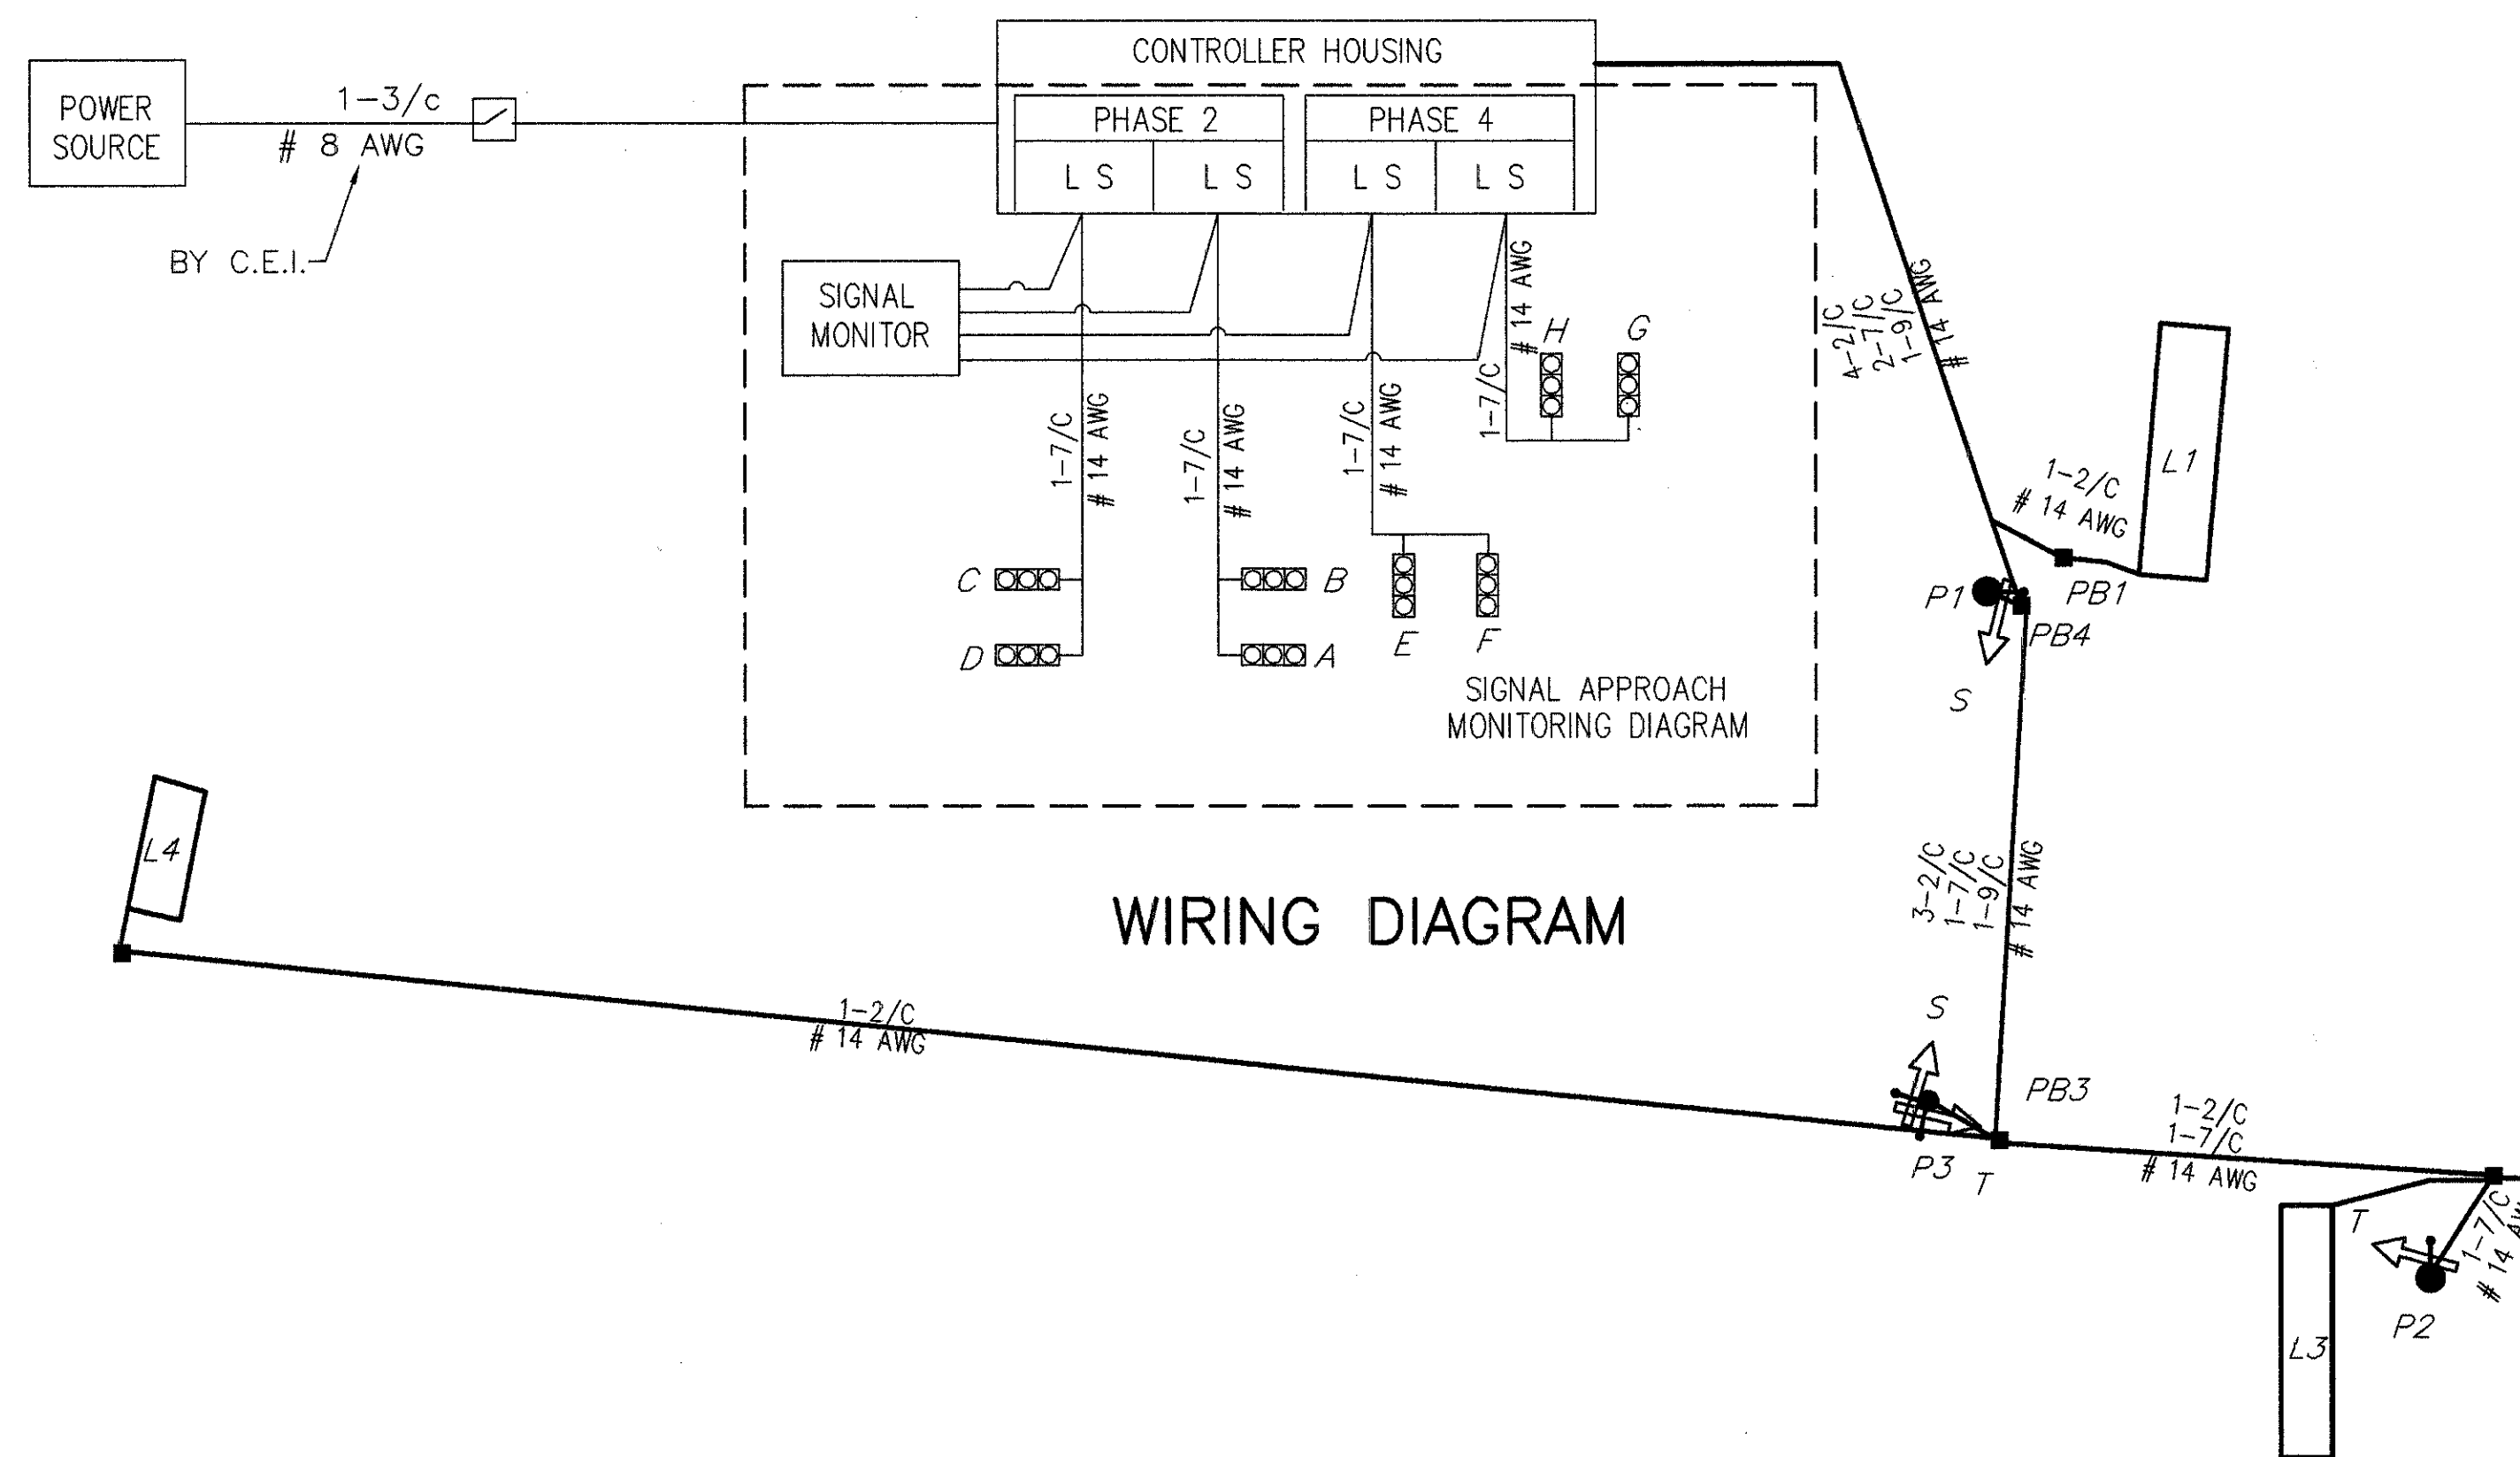 CONTROLLER HOUSING
POWER
SOURCE
1-3/c
# 8 AWG
BY C.E.I.
PHASE 2
PHASE 4
L S
L S
L S
L S
SIGNAL
MONITOR
1-7/C
# 14 AWG
1-7/C
# 14 AWG
1-7/C
# 14 AWG
1-7/C
# 14 AWG
H
G
C
D
B
A
E
F
SIGNAL APPROACH
MONITORING DIAGRAM
4-2/C
2-7/C
1-9/C
# 14 AWG
1-2/C
# 14 AWG
L1
P1
PB1
PB4
S
L4
WIRING DIAGRAM
3-2/C
1-7/C
1-9/C
# 14 AWG
1-2/C
# 14 AWG
S
PB3
P3
T
1-2/C
1-7/C
# 14 AWG
T
1-7/C
# 14
P2
L3